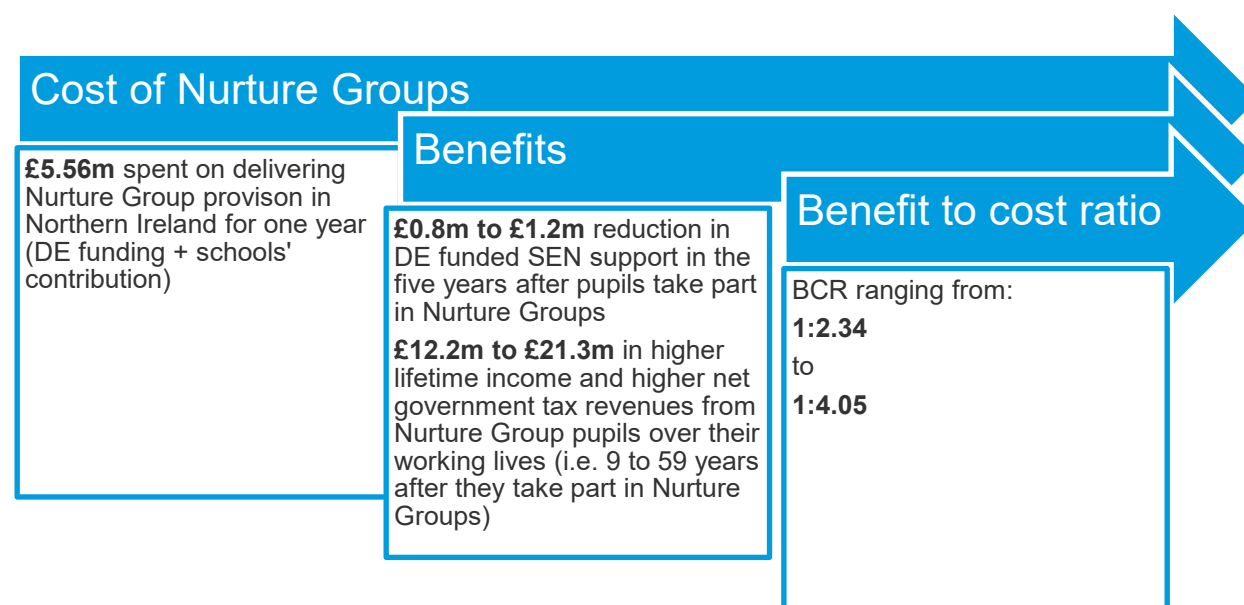 Cost of Nurture Groups
£5.56m spent on delivering
Nurture Group provison in
Northern Ireland for one year
(DE funding + schools'
contribution)
Benefits
£0.8m to £1.2m reduction in
DE funded SEN support in the
five years after pupils take part
in Nurture Groups
£12.2m to £21.3m in higher
lifetime income and higher net
government tax revenues from
Nurture Group pupils over their
working lives (i.e. 9 to 59 years
after they take part in Nurture
Groups)
Benefit to cost ratio
BCR ranging from:
1:2.34
to
1:4.05